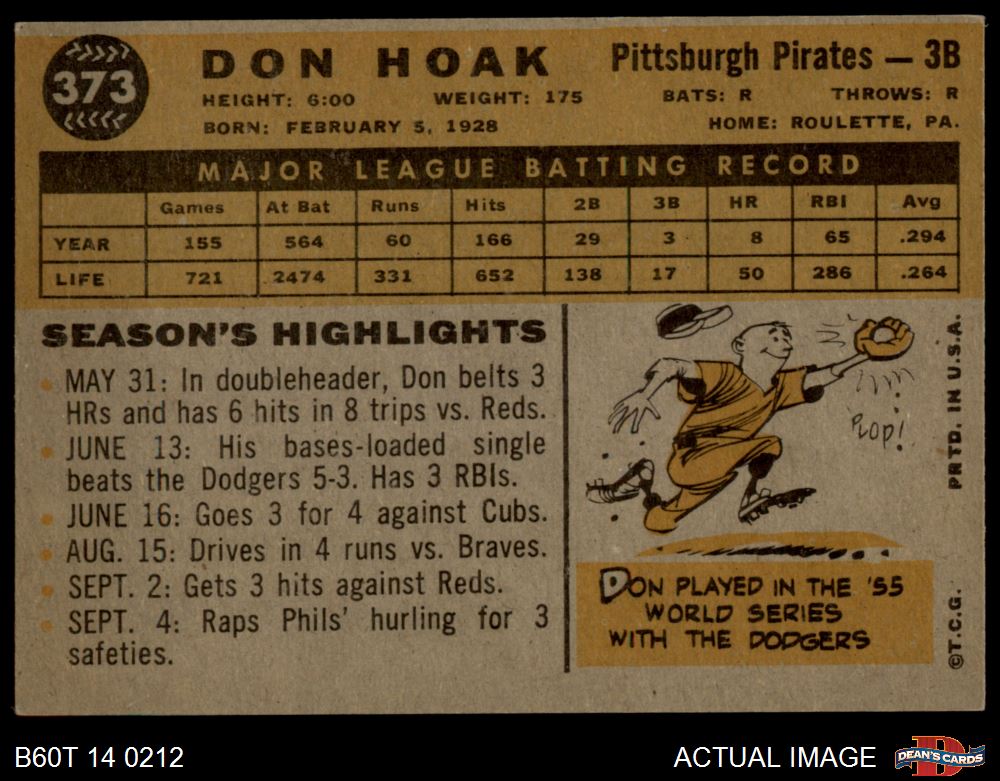 373
DON HOAK
Pittsburgh Pirates — 3B
HEIGHT: 6:00 WEIGHT: 175 BATS: R THROWS: R
BORN: FEBRUARY 5, 1928 HOME: ROULETTE, PA.
MAJOR LEAGUE BATTING RECORD
Games At Bat Runs Hits 2B 3B HR RBI Avg
YEAR 155 564 60 166 29 3 8 65 .294
LIFE 721 2474 331 652 138 17 50 286 .264
SEASON'S HIGHLIGHTS
MAY 31: In doubleheader, Don belts 3
HRs and has 6 hits in 8 trips vs. Reds.
JUNE 13: His bases-loaded single
beats the Dodgers 5-3. Has 3 RBIs.
JUNE 16: Goes 3 for 4 against Cubs.
AUG. 15: Drives in 4 runs vs. Braves.
SEPT. 2: Gets 3 hits against Reds.
SEPT. 4: Raps Phils' hurling for 3
safeties.
PLOP!
DON PLAYED IN THE '55
WORLD SERIES
WITH THE DODGERS
©T.C.G. PRTD. IN U.S.A.
B60T 14 0212
ACTUAL IMAGE
D
DEAN'S CARDS